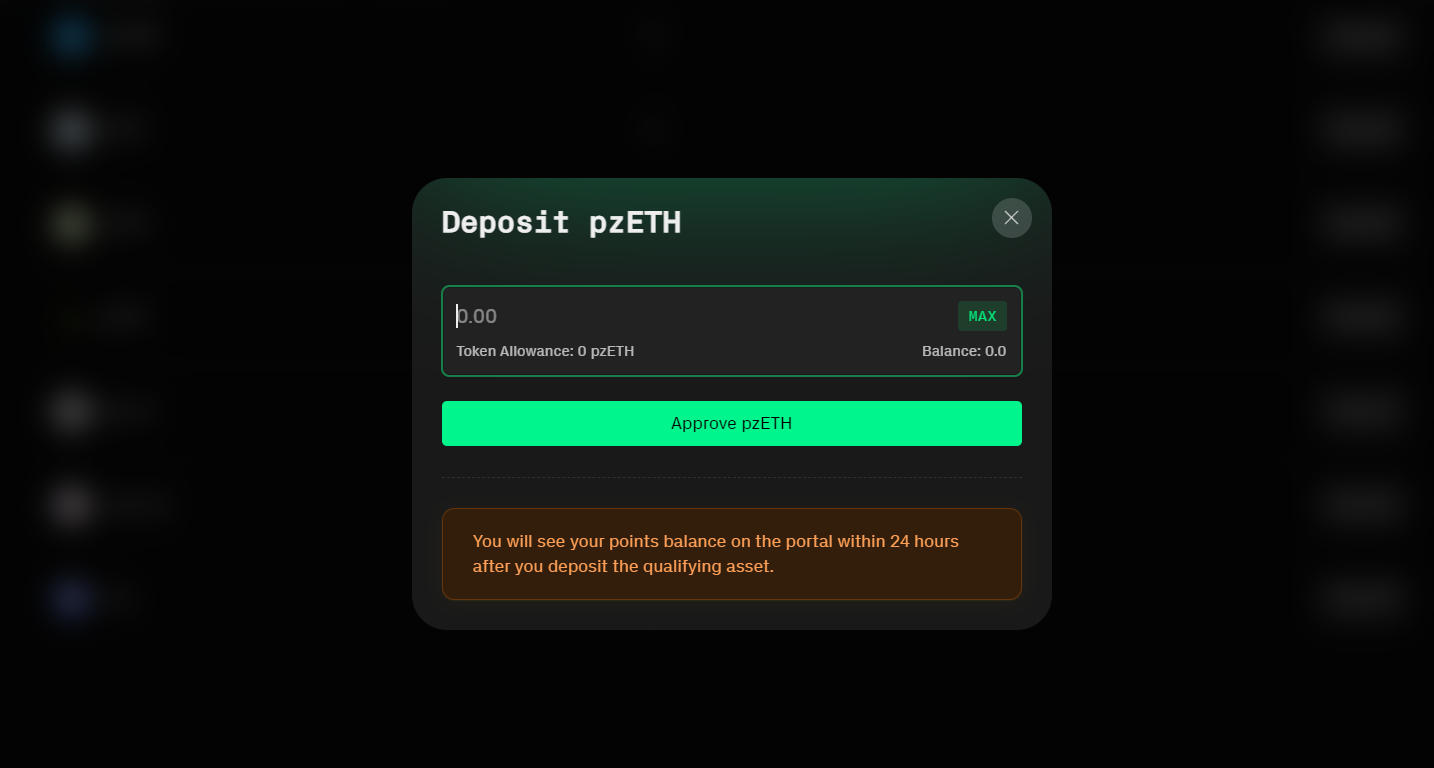 Deposit pzETH
0.00
MAX
Token Allowance: 0 pzETH
Balance: 0.0
Approve pzETH
You will see your points balance on the portal within 24 hours
after you deposit the qualifying asset.